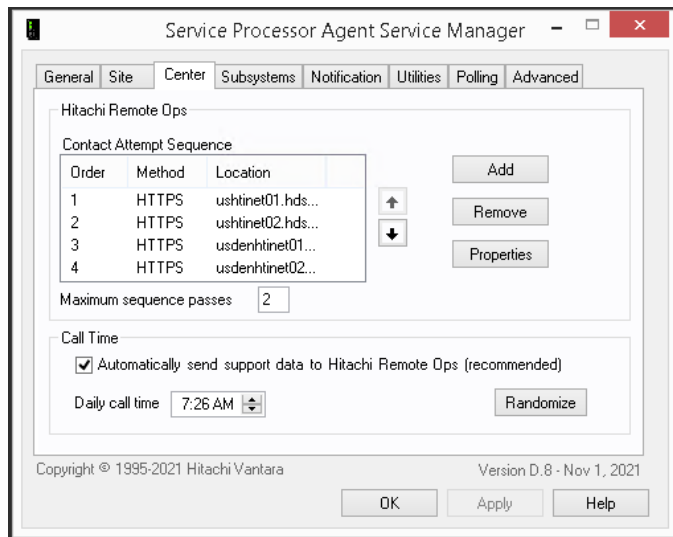 Service Processor Agent Service Manager
General Site Center Subsystems Notification Utilities Polling Advanced
Hitachi Remote Ops
Contact Attempt Sequence
Order Method Location
1 HTTPS ushtinet01.hds...
2 HTTPS ushtinet02.hds...
3 HTTPS usdenhtinet01...
4 HTTPS usdenhtinet02...
Add
Remove
Properties
Maximum sequence passes 2
Call Time
Automatically send support data to Hitachi Remote Ops (recommended)
Daily call time 7:26 AM Randomize
Copyright © 1995-2021 Hitachi Vantara Version D.8 - Nov 1, 2021
OK Apply Help